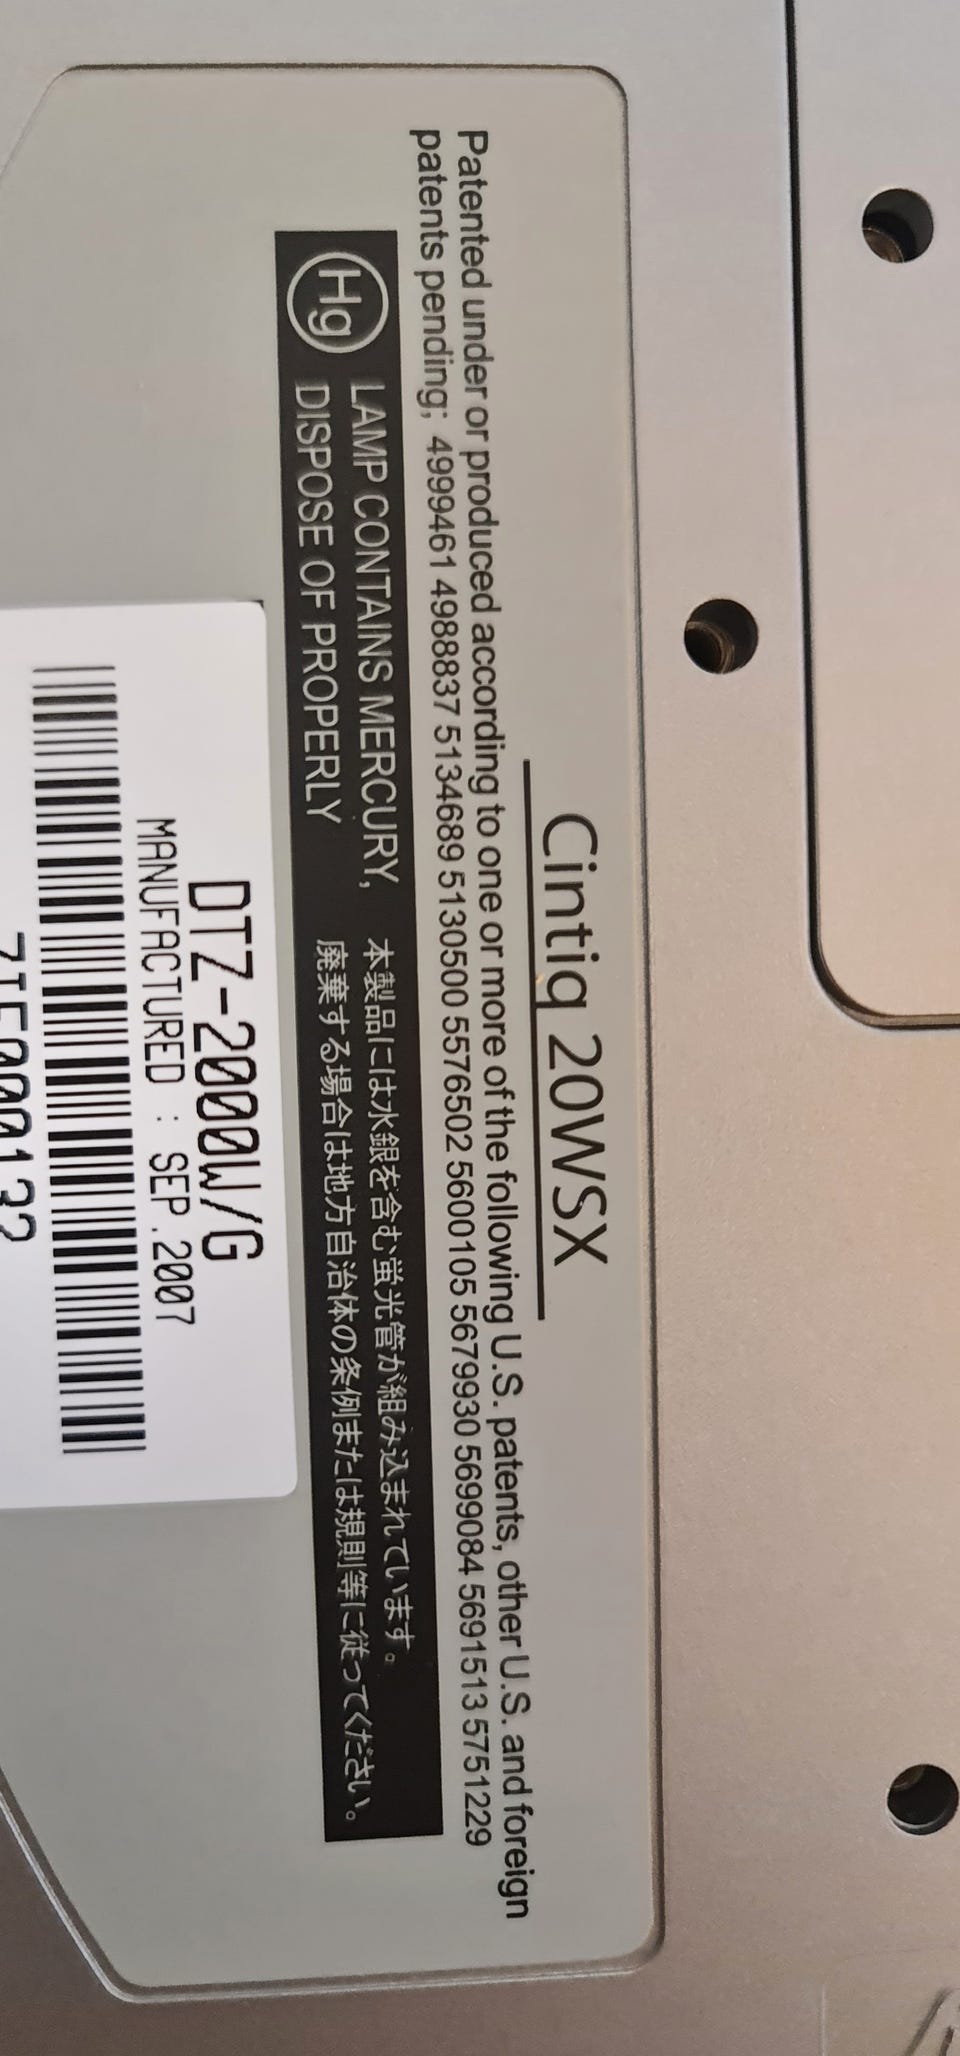 Cintiq 20WSX
Patented under or produced according to one or more of the following U.S. patents, other U.S. and foreign
patents pending; 4999461 4988837 5134689 5130500 5576502 5600105 5679930 5699084 5691513 5751229
Hg
LAMP CONTAINS MERCURY,
DISPOSE OF PROPERLY
本製品には水銀を含む蛍光管が組み込まれています。
廃棄する場合は地方自治体の条例または規則等に従ってください。
DTZ-2000W/G
MANUFACTURED : SEP.2007